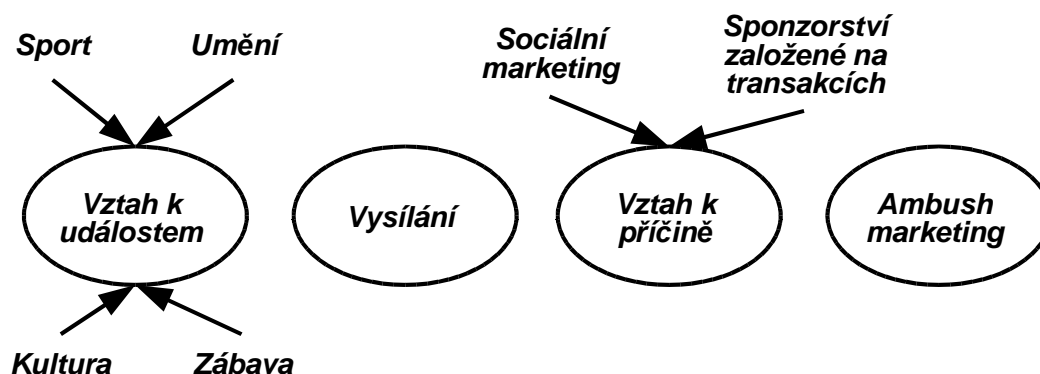 Sport
Umění
Sociální
marketing
Sponzorství
založené na
transakcích
Vztah k
událostem
Vysílání
Vztah k
příčině
Ambush
marketing
Kultura
Zábava